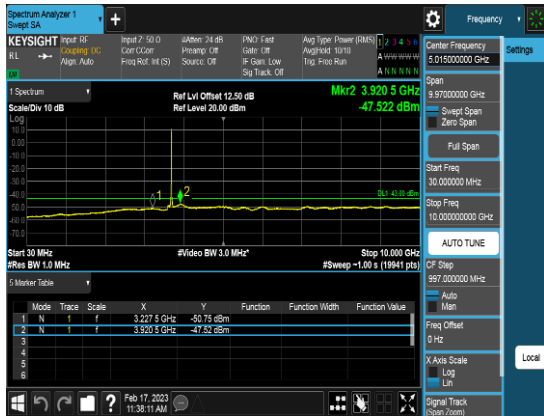 Spectrum Analyzer 1
Swept SA
+
Frequency
KEYSIGHT
RL
Input: RF
Coupling: DC
Align: Auto
Input Z: 50 Ω
Corr CCorr
Freq Ref: Int (S)
#Atten: 24 dB
Preamp: Off
Source: Off
PNO: Fast
Gate: Off
IF Gain: Low
Sig Track: Off
Avg Type: Power (RMS)
Avg|Hold: 10/10
Trig: Free Run
1 2 3 4 5 6
A W W W W W
A N N N N N
1 Spectrum
Scale/Div 10 dB
Log
Ref Lvl Offset 12.50 dB
Ref Level 20.00 dBm
Mkr2 3.920 5 GHz
-47.522 dBm
10.0
0.00
-10.0
-20.0
-30.0
-40.0
-50.0
-60.0
-70.0
1
2
Start 30 MHz
#Res BW 1.0 MHz
#Video BW 3.0 MHz*
Stop 10.000 GHz
#Sweep ~1.00 s (19941 pts)
5 Marker Table
Mode Trace Scale X Y Function Function Width Function Value
1 N 1 f 3.227 5 GHz -50.75 dBm
2 N 1 f 3.920 5 GHz -47.52 dBm
3
4
5
6
Feb 17, 2023
11:38:11 AM
?
Center Frequency
5.015000000 GHz
Settings
Span
9.97000000 GHz
Swept Span
Zero Span
Full Span
Start Freq
30.000000 MHz
Stop Freq
10.000000000 GHz
AUTO TUNE
CF Step
997.000000 MHz
Auto
Man
Freq Offset
0 Hz
X Axis Scale
Log
Lin
Local
Signal Track
(Span Zoom)